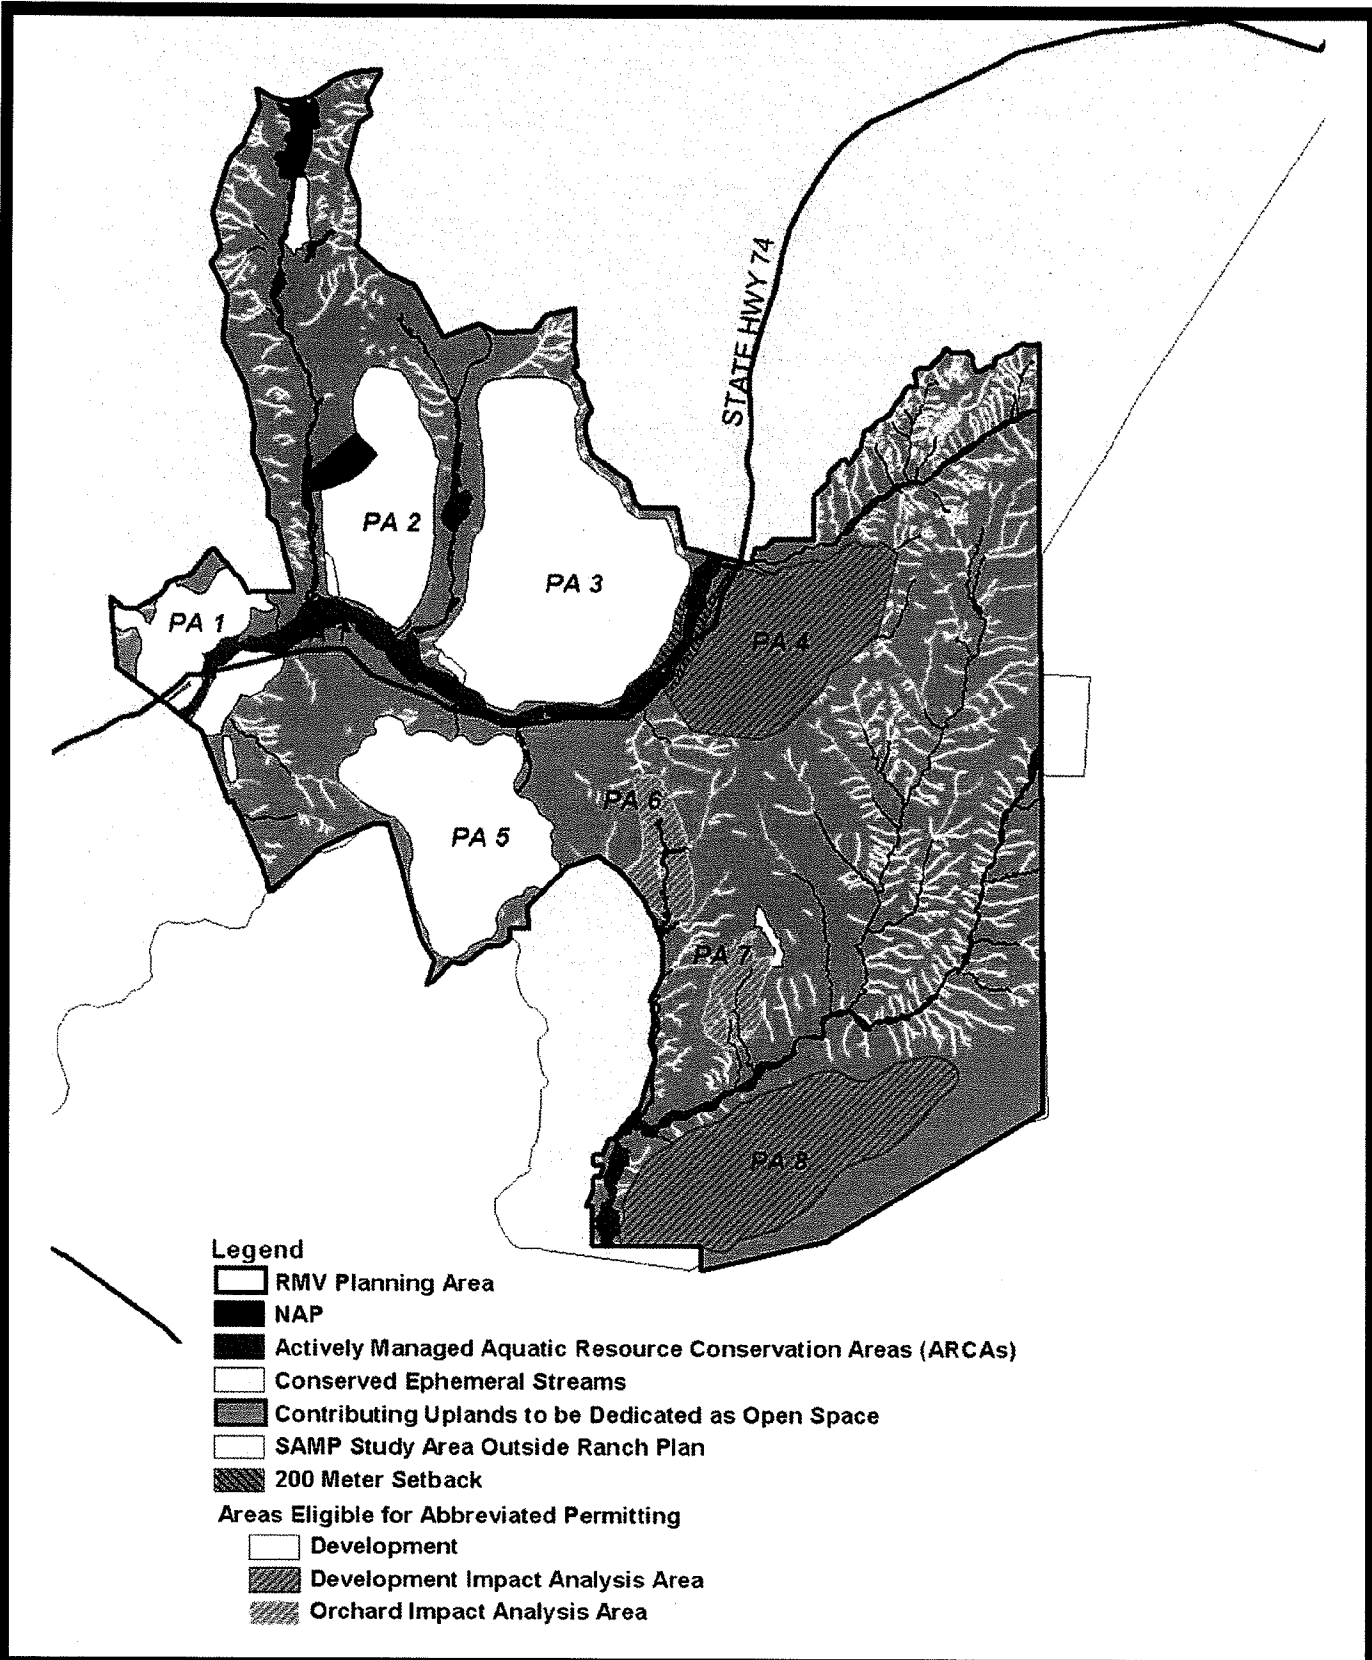 STATE HWY 74
PA 2
PA 3
PA 1
PA 4
PA 6
PA 5
PA 7
PA 8
Legend
RMV Planning Area
NAP
Actively Managed Aquatic Resource Conservation Areas (ARCAs)
Conserved Ephemeral Streams
Contributing Uplands to be Dedicated as Open Space
SAMP Study Area Outside Ranch Plan
200 Meter Setback
Areas Eligible for Abbreviated Permitting
Development
Development Impact Analysis Area
Orchard Impact Analysis Area